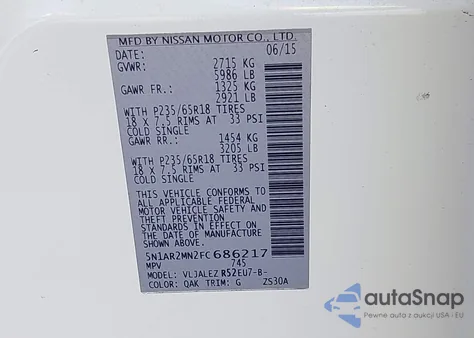 MFD BY NISSAN MOTOR CO., LTD.
DATE: 06/15
GVWR: 2715 KG
5986 LB
GAWR FR.: 1325 KG
2921 LB
WITH P235/65R18 TIRES
18 X 7.5 RIMS AT 33 PSI
COLD SINGLE
GAWR RR.: 1454 KG
3205 LB
WITH P235/65R18 TIRES
18 X 7.5 RIMS AT 33 PSI
COLD SINGLE
THIS VEHICLE CONFORMS TO
ALL APPLICABLE FEDERAL
MOTOR VEHICLE SAFETY
AND THEFT PREVENTION
STANDARDS IN EFFECT ON
THE DATE OF MANUFACTURE
SHOWN ABOVE.
5N1AR2MN2FC686217
MPV 745
MODEL: VLJALEZ R52EU7-B-
COLOR: QAK TRIM: G ZS30A
autoSnap
Pewne auta z aukcji USA i EU